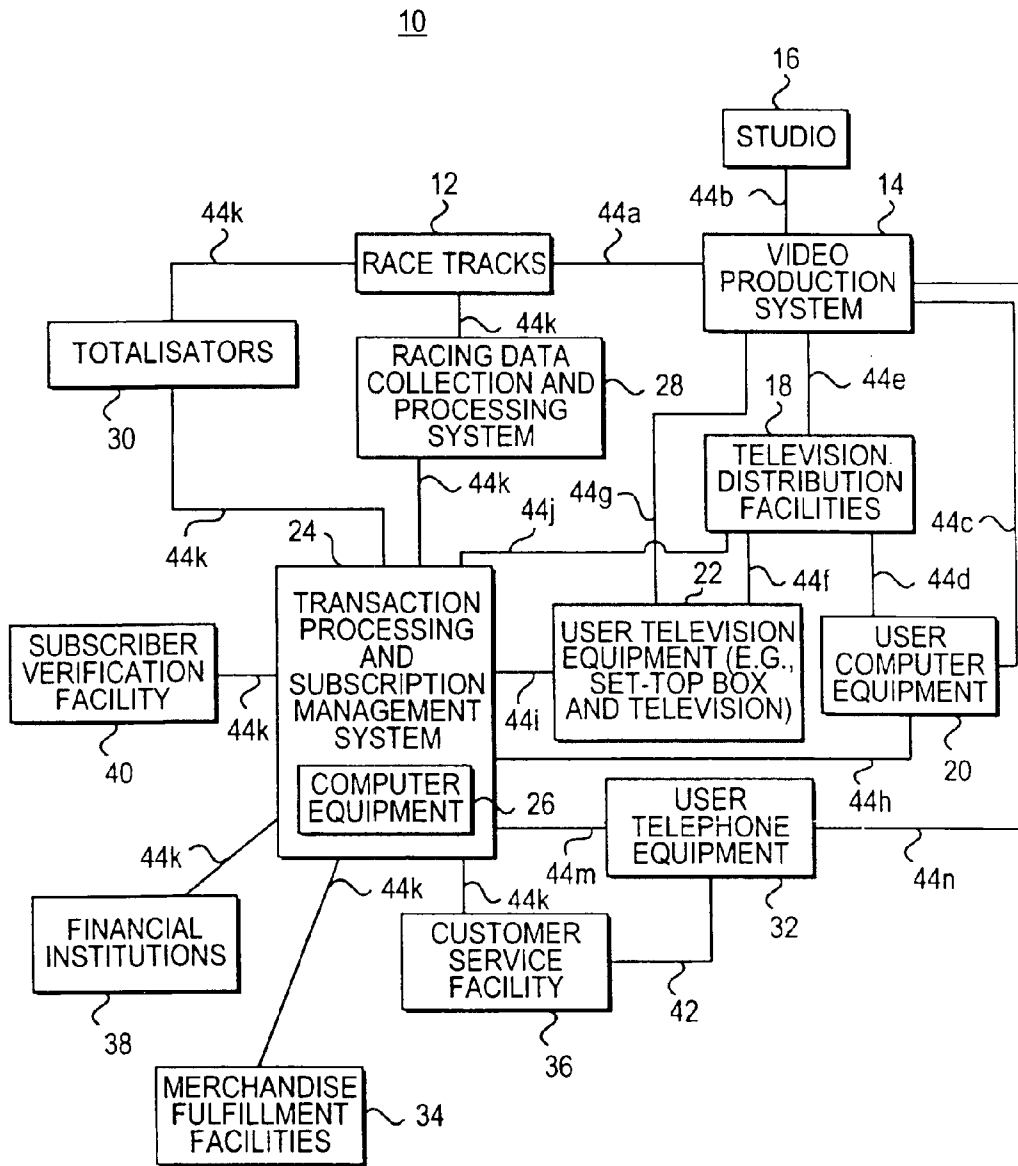 10
16
STUDIO
44b
14
12
44k
44a
RACE TRACKS
VIDEO
PRODUCTION
SYSTEM
44k
TOTALISATORS
30
RACING DATA
COLLECTION AND
PROCESSING
SYSTEM
28
44e
18
TELEVISION
DISTRIBUTION
FACILITIES
44g
44c
44k
44k
44j
24
22
44f
44d
TRANSACTION
PROCESSING
AND
SUBSCRIPTION
MANAGEMENT
SYSTEM
COMPUTER
EQUIPMENT
26
USER TELEVISION
EQUIPMENT (E.G.,
SET-TOP BOX
AND TELEVISION)
USER
COMPUTER
EQUIPMENT
20
SUBSCRIBER
VERIFICATION
FACILITY
40
44k
44i
44h
USER
TELEPHONE
EQUIPMENT
32
44m
44n
44k
44k
44k
FINANCIAL
INSTITUTIONS
38
CUSTOMER
SERVICE
FACILITY
36
42
MERCHANDISE
FULFILLMENT
FACILITIES
34